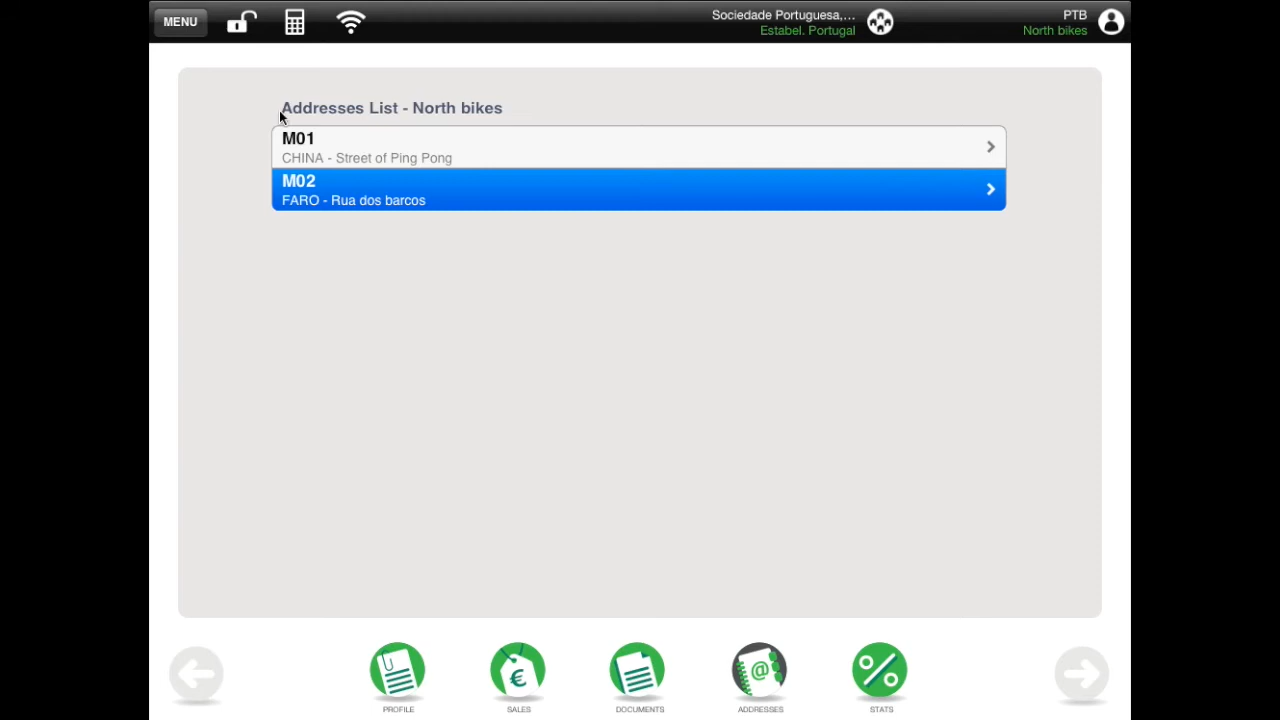 MENU
Sociedade Portuguesa,...
Estabel. Portugal
PTB
North bikes
Addresses List - North bikes
M01
CHINA - Street of Ping Pong
M02
FARO - Rua dos barcos
€
@
%
PROFILE
SALES
DOCUMENTS
ADDRESSES
STATS